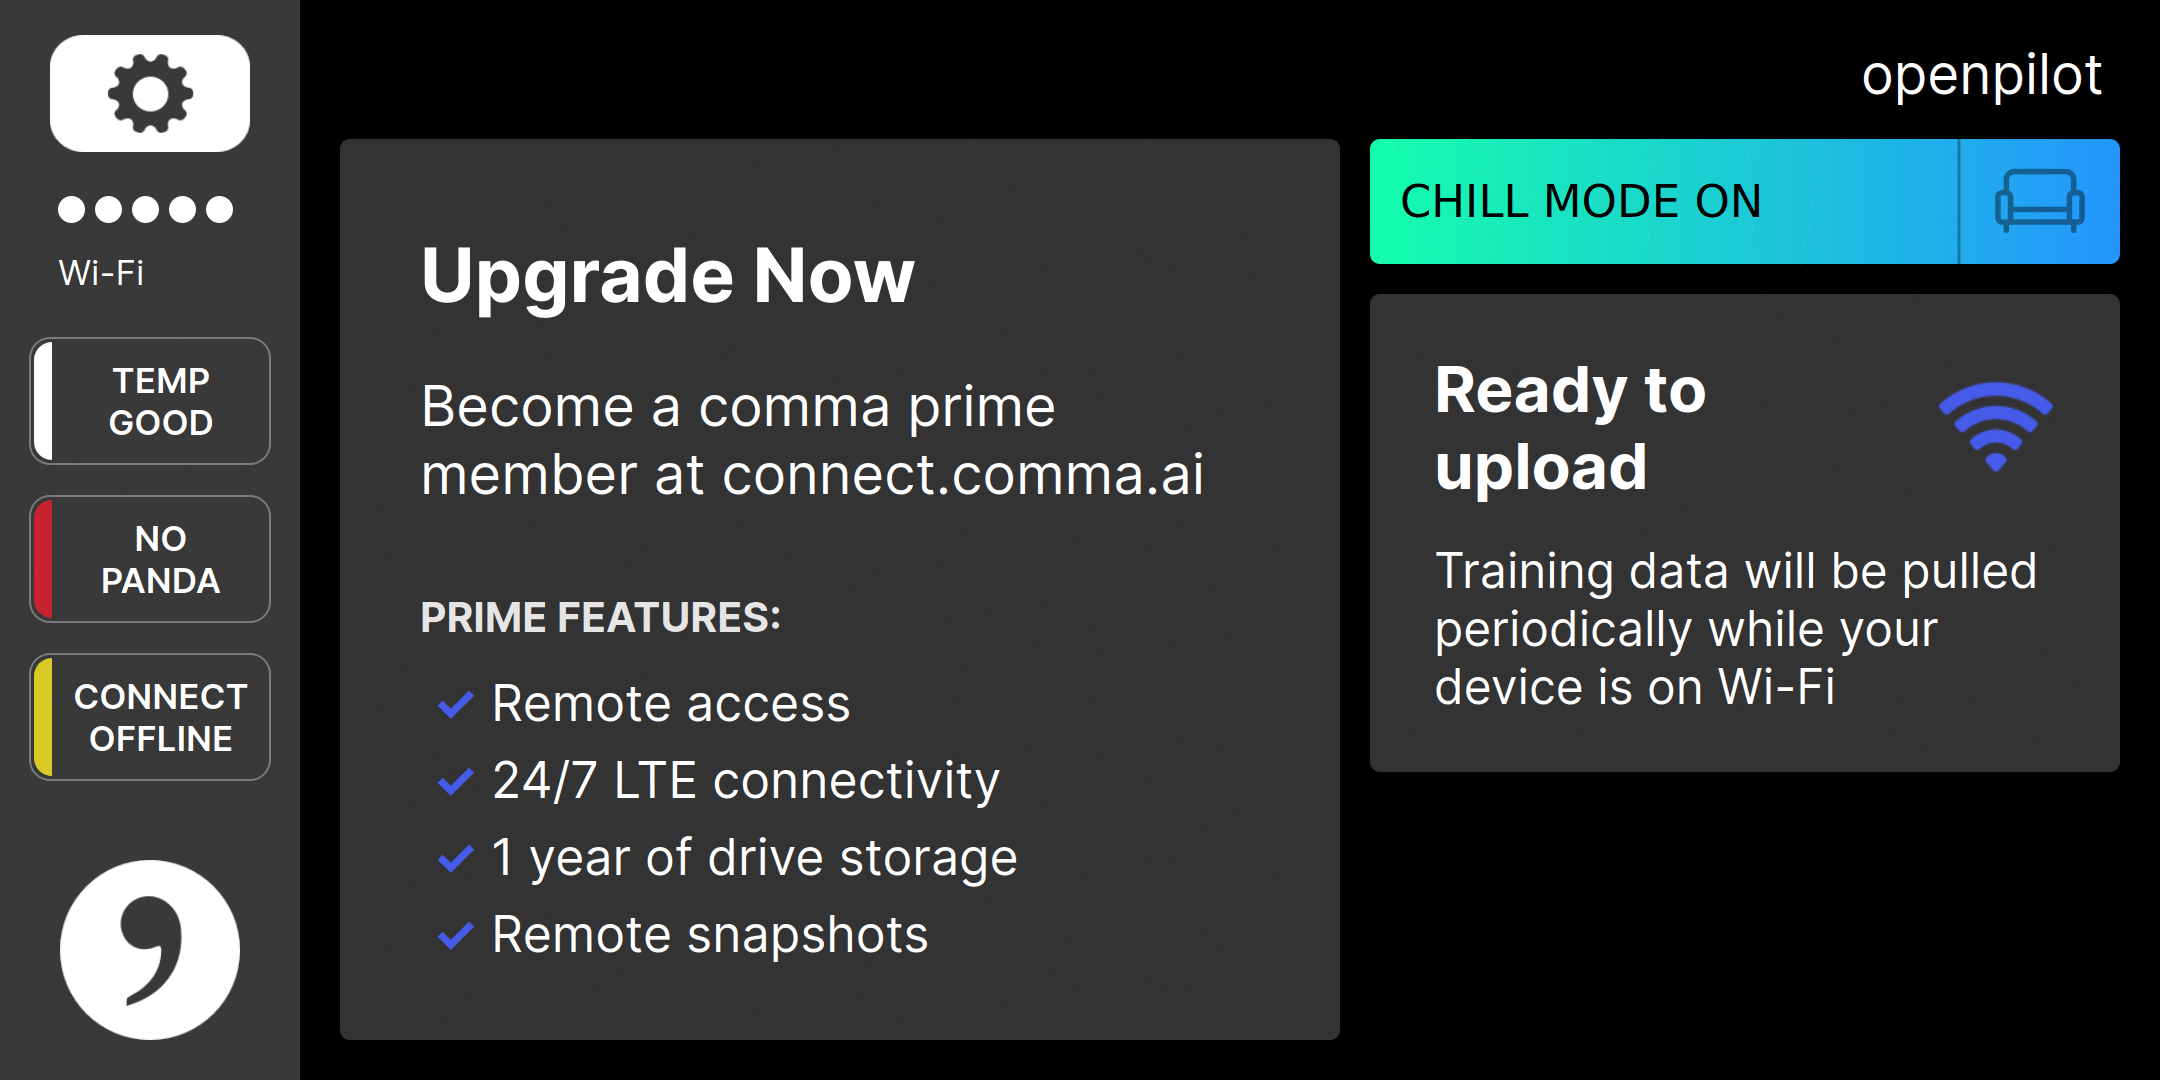 Wi-Fi
TEMP
GOOD
NO
PANDA
CONNECT
OFFLINE
openpilot
Upgrade Now
Become a comma prime
member at connect.comma.ai
PRIME FEATURES:
Remote access
24/7 LTE connectivity
1 year of drive storage
Remote snapshots
CHILL MODE ON
Ready to
upload
Training data will be pulled
periodically while your
device is on Wi-Fi